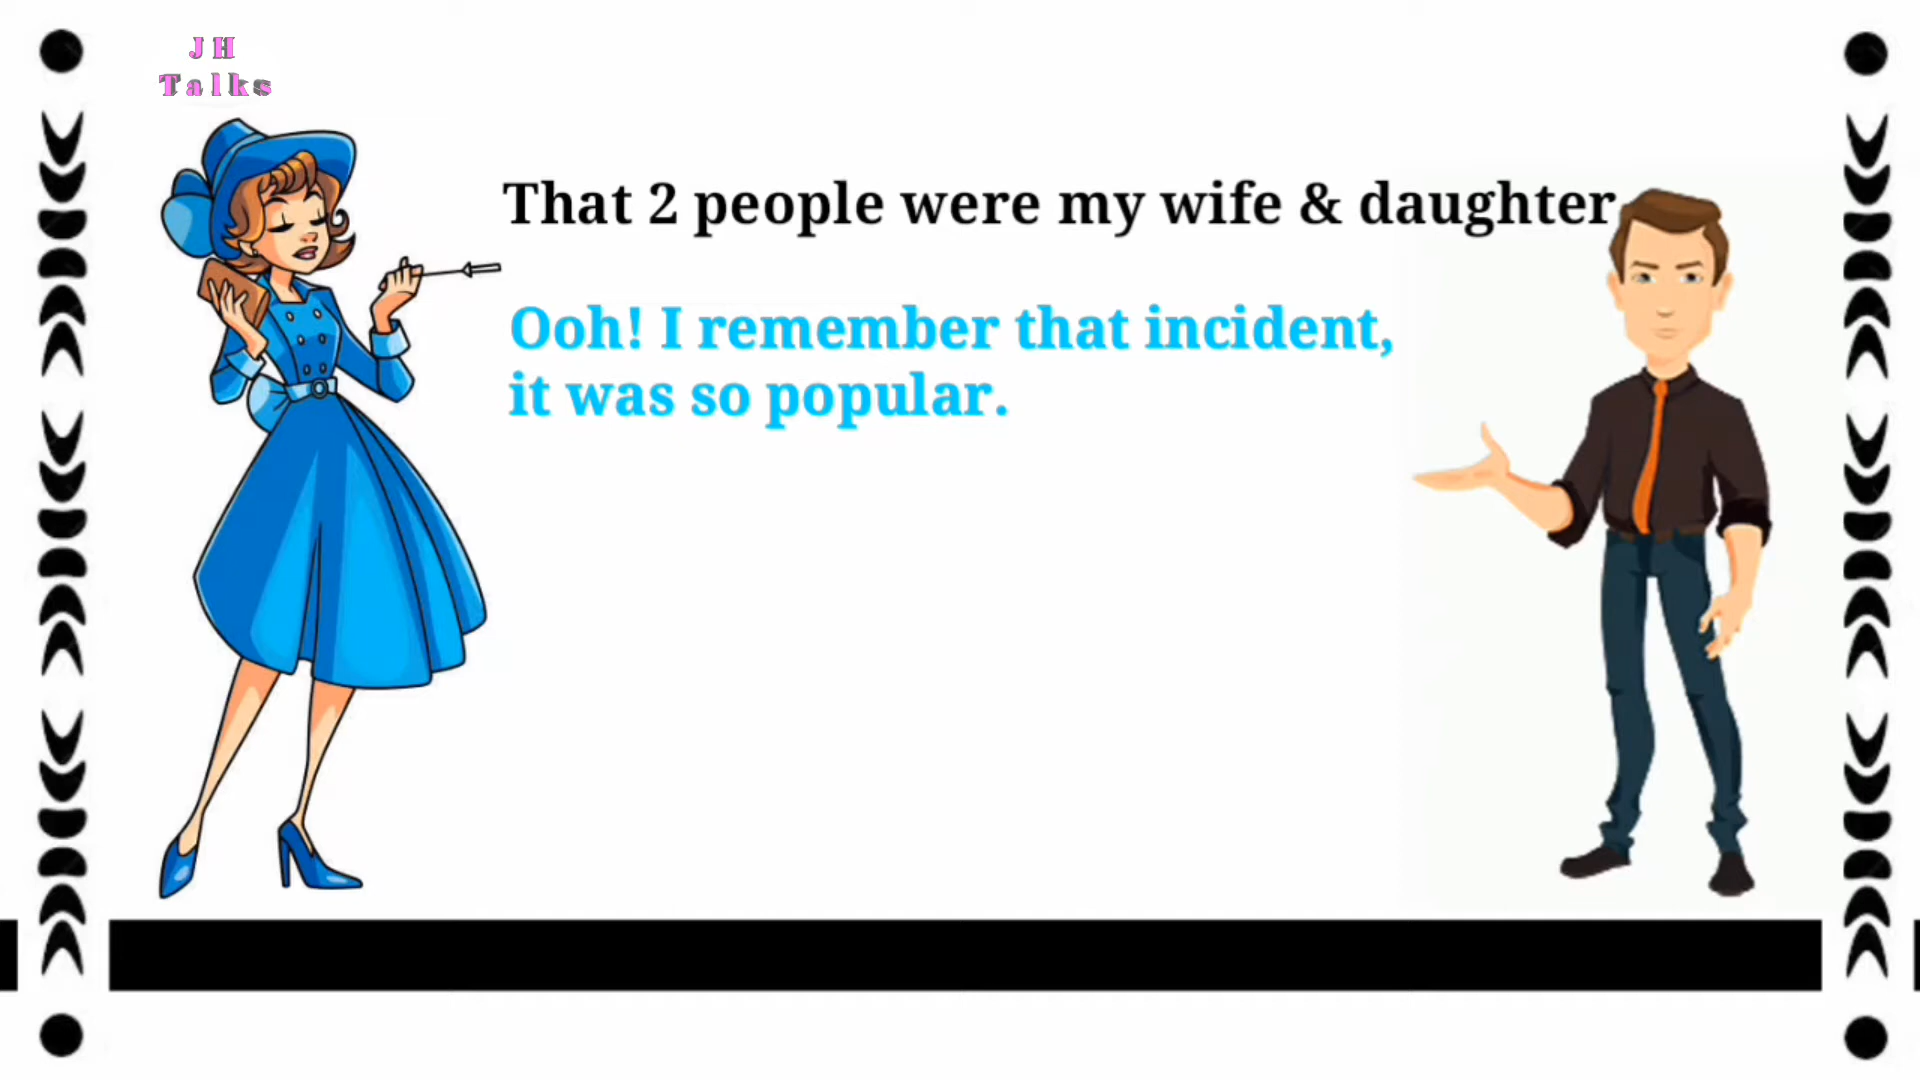 J H
Talks
That 2 people were my wife & daughter
Ooh! I remember that incident,
it was so popular.